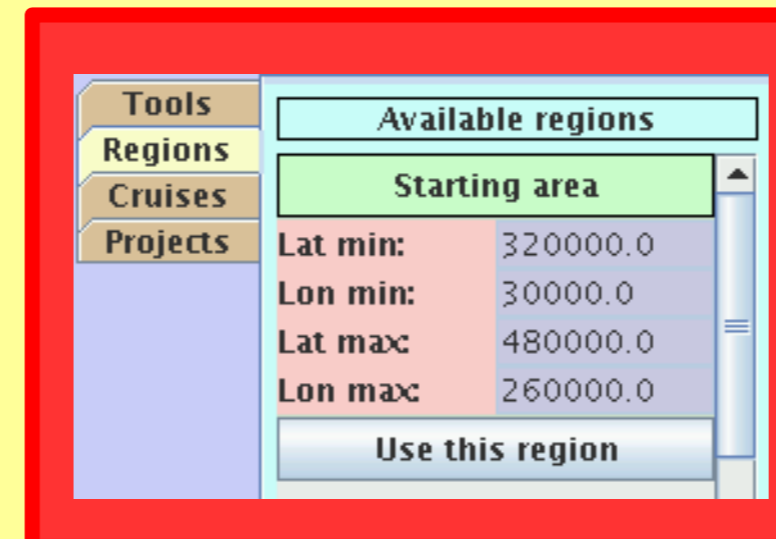 Tools
Regions
Cruises
Projects
Available regions
Starting area
Lat min: 320000.0
Lon min: 30000.0
Lat max: 480000.0
Lon max: 260000.0
Use this region